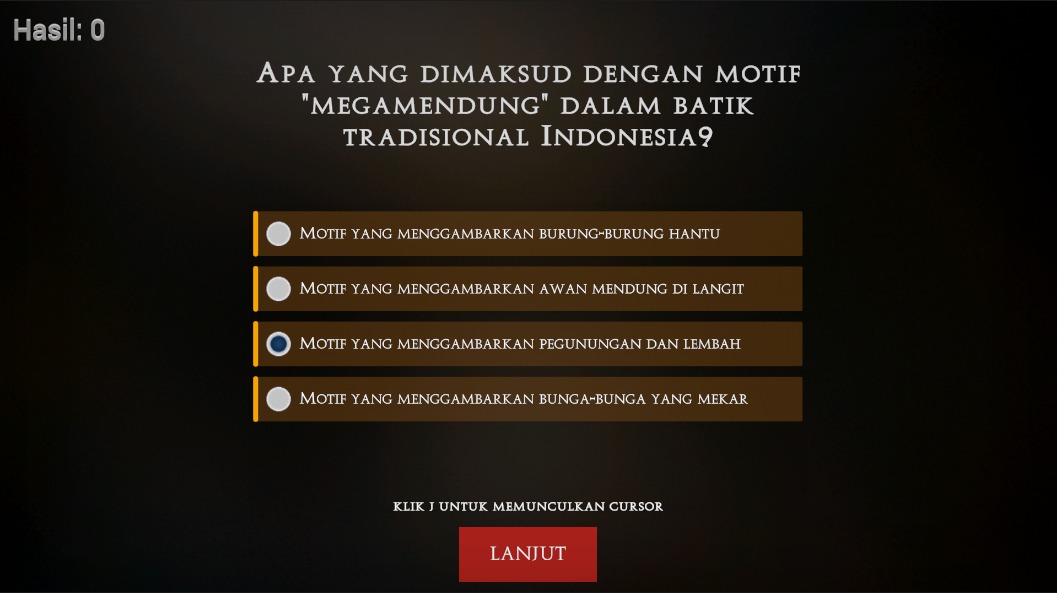 Hasil: 0
Apa yang dimaksud dengan motif
"megamendung" dalam batik
tradisional Indonesia?
Motif yang menggambarkan burung-burung hantu
Motif yang menggambarkan awan mendung di langit
Motif yang menggambarkan pegunungan dan lembah
Motif yang menggambarkan bunga-bunga yang mekar
klik J untuk memunculkan cursor
LANJUT